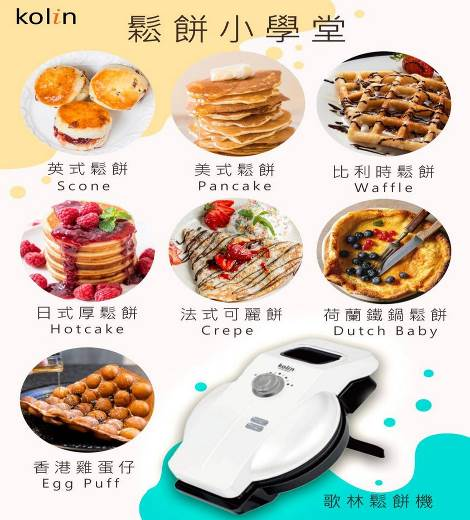 kolin
鬆餅小學堂
英式鬆餅
Scone
美式鬆餅
Pancake
比利時鬆餅
Waffle
日式厚鬆餅
Hotcake
法式可麗餅
Crepe
荷蘭鐵鍋鬆餅
Dutch Baby
香港雞蛋仔
Egg Puff
kolin
歌林鬆餅機